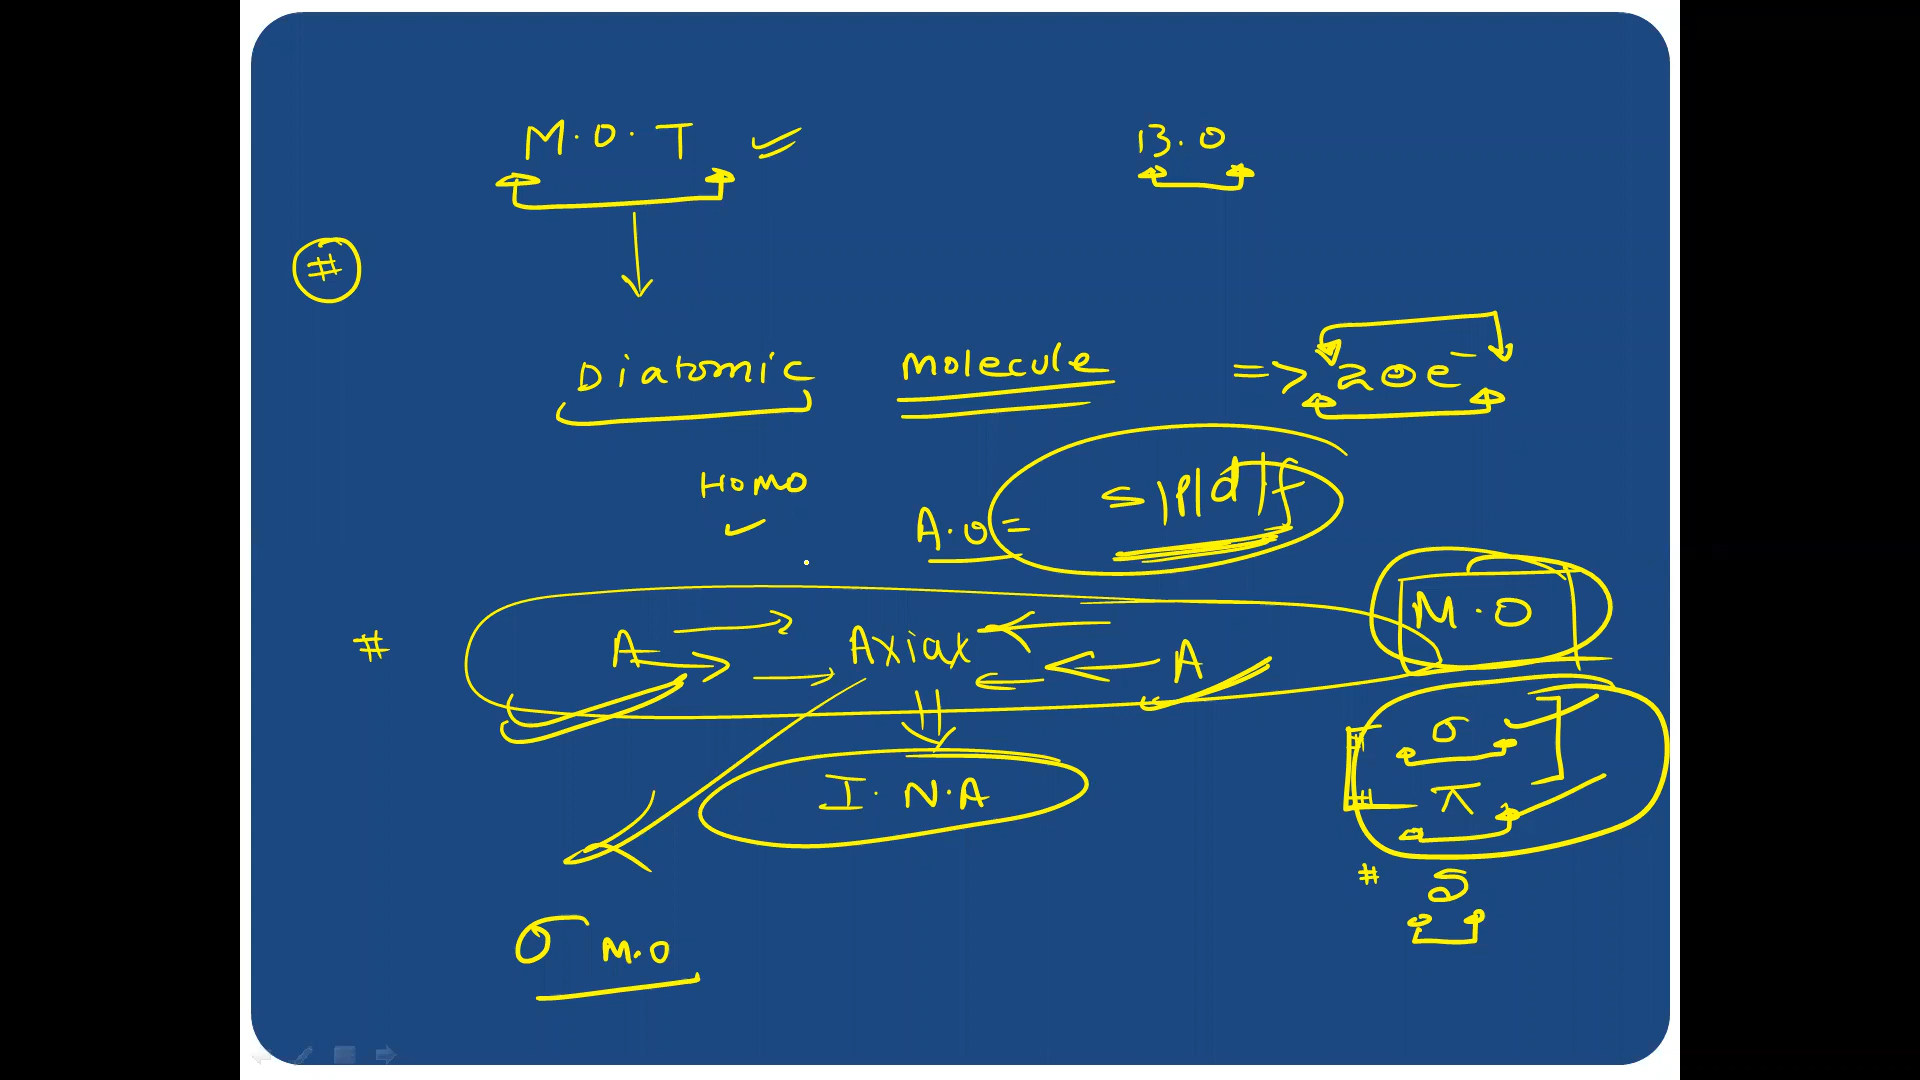 M.O.T B.O
#
Diatomic Molecule => 20e⁻
Homo
A.O = s|p|d|f
M.O
# A Axial A
σ
I.N.A π
# δ
σ M.O